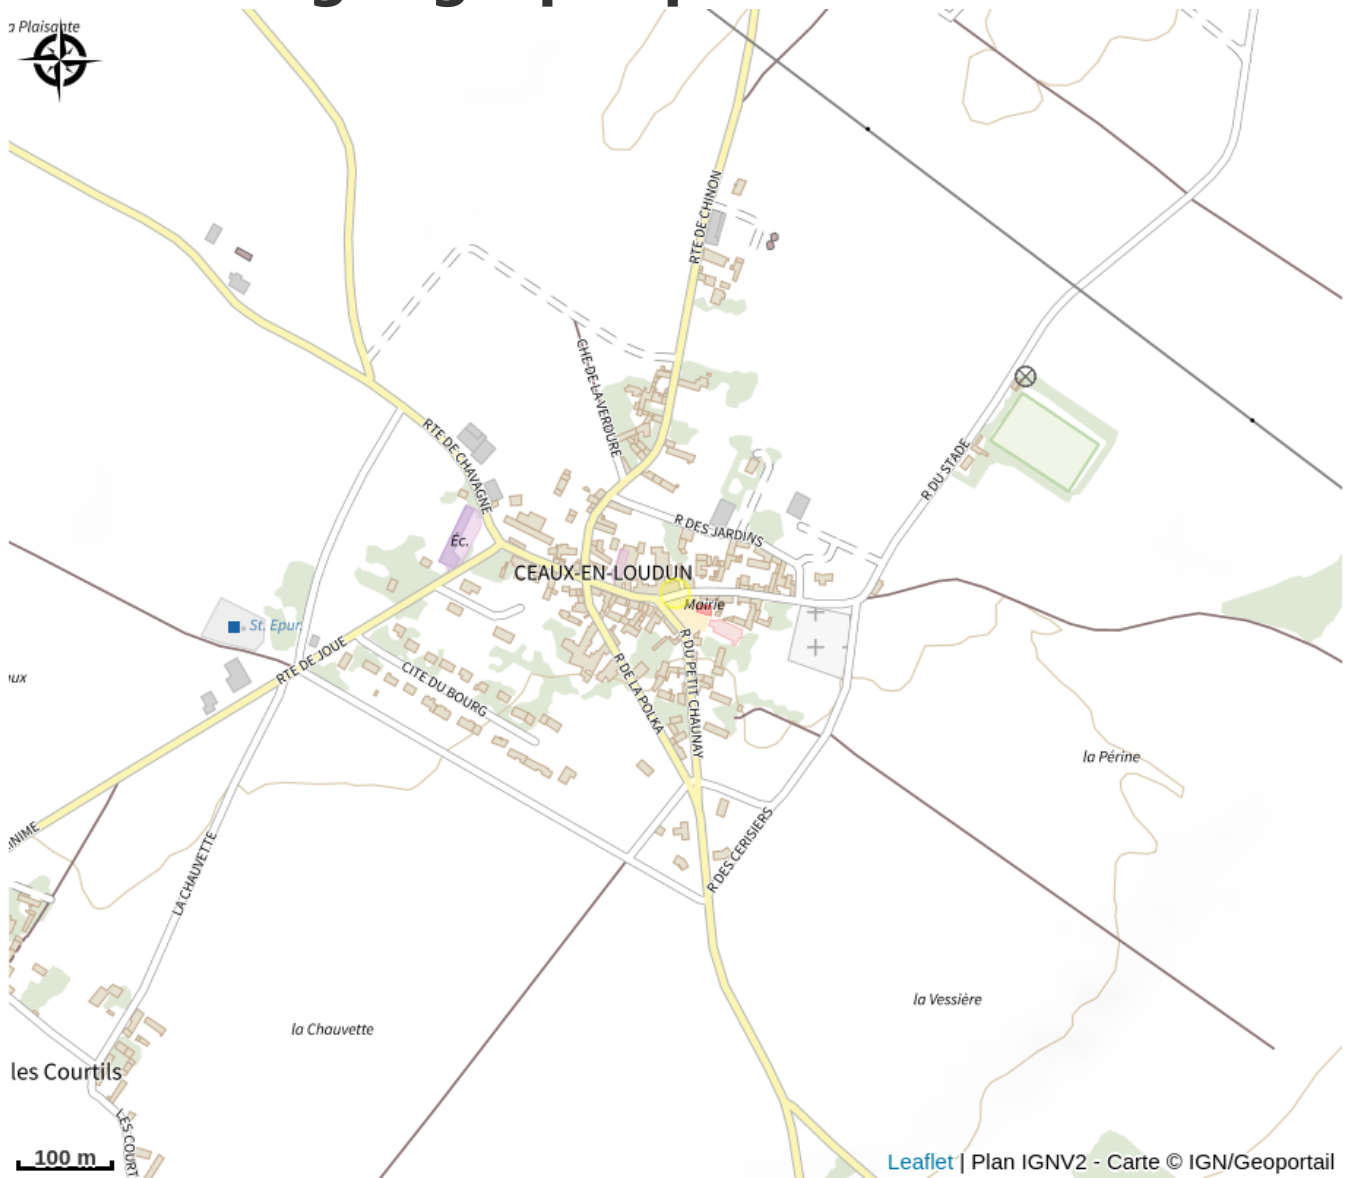 a Plaisante
RTE DE CHINON
CHE-DE-LA-VERDURE
RTE DE CHAVAGNE
R DU STADE
R DES JARDINS
Éc.
CEAUX-EN-LOUDUN
Mairie
St. Epur.
RTE DE JOUE
CITE DU BOURG
R DE LA POLKA
R DU PETIT CHAUNAY
aux
la Périne
INIME
LA CHAUVETTE
R DES CERISIERS
la Vessière
la Chauvette
les Courtils
LES COURT
100 m
Leaflet | Plan IGNV2 - Carte © IGN/Geoportail